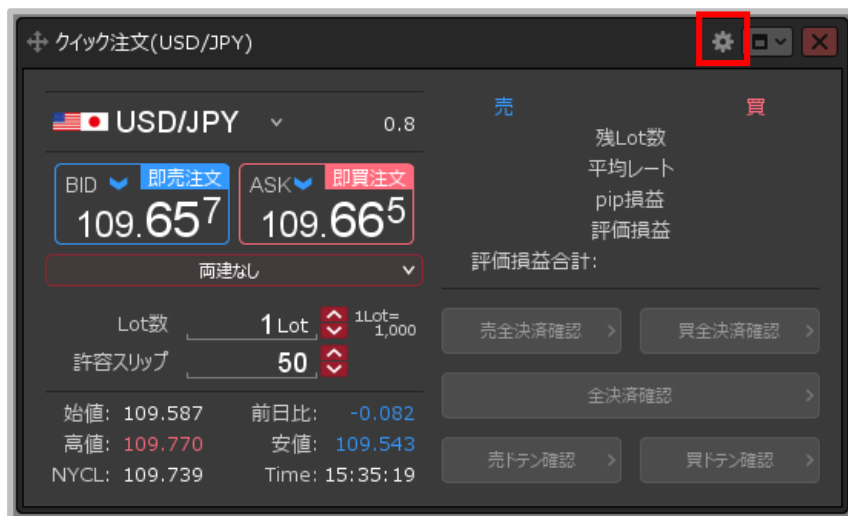 クイック注文(USD/JPY)
USD/JPY 0.8
BID 即売注文
109.657
ASK 即買注文
109.665
両建なし
Lot数 1 Lot 1Lot= 1,000
許容スリップ 50
始値: 109.587 前日比: -0.082
高値: 109.770 安値: 109.543
NYCL: 109.739 Time: 15:35:19
売 買
残Lot数
平均レート
pip損益
評価損益
評価損益合計:
売全決済確認 買全決済確認
全決済確認
売ドテン確認 買ドテン確認